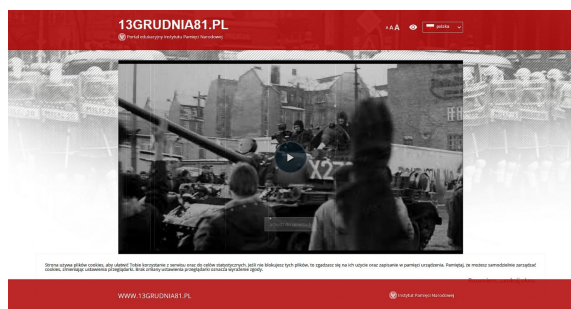 13GRUDNIA81.PL
Portal edukacyjny Instytutu Pamięci Narodowej
A A A
polska
Strona używa plików cookies, aby ułatwić Tobie korzystanie z serwisu oraz do celów statystycznych. Jeśli nie blokujesz tych plików, to zgadzasz się na ich użycie oraz zapisanie w pamięci urządzenia. Pamiętaj, że możesz samodzielnie zarządzać
cookies, zmieniając ustawienia przeglądarki. Brak zmiany ustawienia przeglądarki oznacza wyrażenie zgody.
WWW.13GRUDNIA81.PL
Instytut Pamięci Narodowej